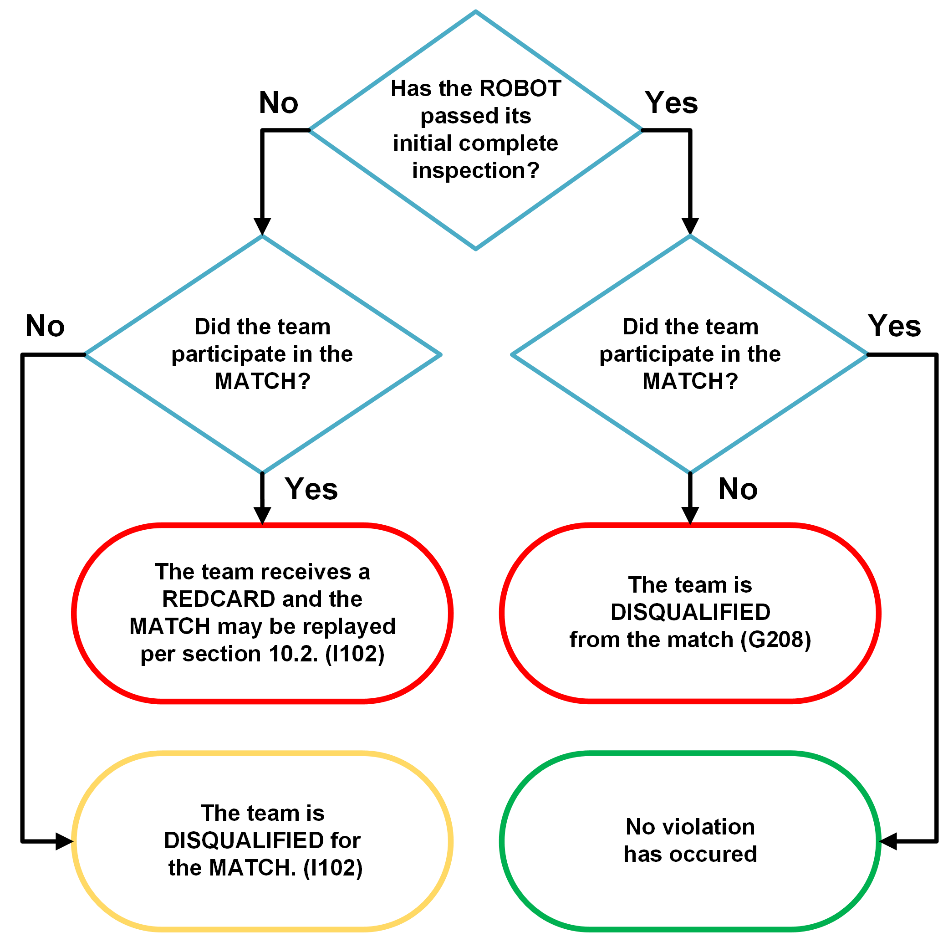 Has the ROBOT
passed its
initial complete
inspection?
No
Yes
Did the team
participate in the
MATCH?
No
Yes
Did the team
participate in the
MATCH?
Yes
No
The team receives a
REDCARD and the
MATCH may be replayed
per section 10.2. (I102)
The team is
DISQUALIFIED
from the match (G208)
The team is
DISQUALIFIED for
the MATCH. (I102)
No violation
has occured